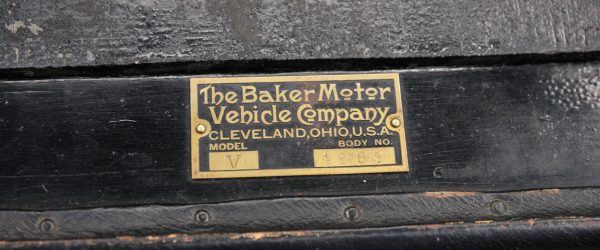 The Baker Motor
Vehicle Company
CLEVELAND, OHIO, U.S.A.
MODEL BODY NO.
V